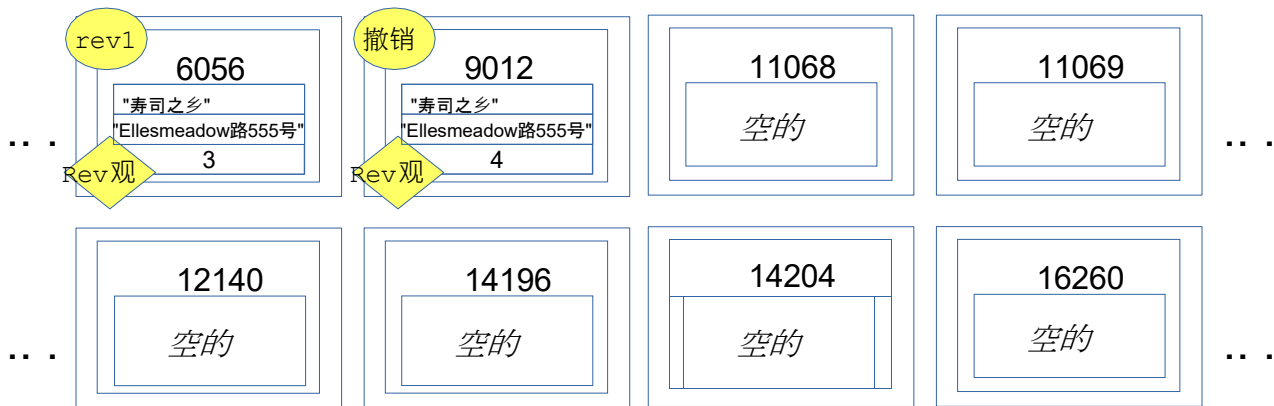 rev1
6056
"寿司之乡"
"Ellesmeadow路555号"
3
Rev观
撤销
9012
"寿司之乡"
"Ellesmeadow路555号"
4
Rev观
11068
空的
11069
空的
.. .
.. .
12140
空的
14196
空的
14204
空的
16260
空的
.. .
.. .